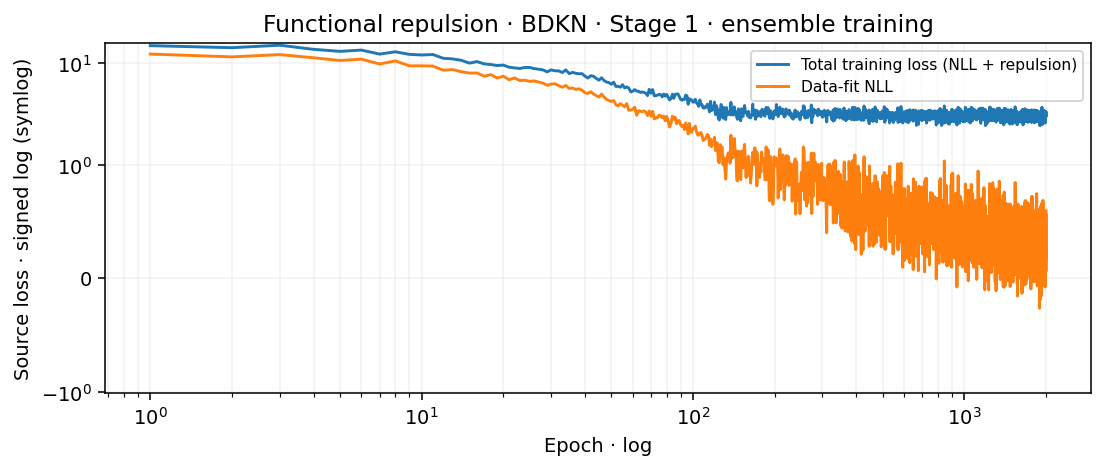 Functional repulsion · BDKN · Stage 1 · ensemble training
Source loss · signed log (symlog)
10¹
10⁰
0
−10⁰
Total training loss (NLL + repulsion)
Data-fit NLL
10⁰ 10¹ 10² 10³
Epoch · log